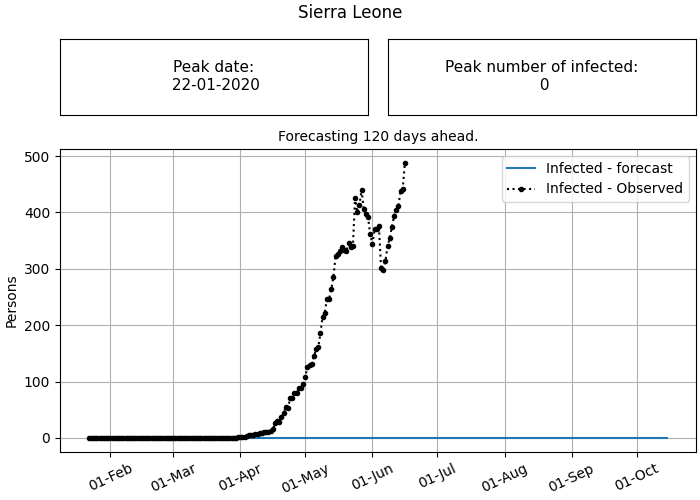 Sierra Leone
Peak date:
22-01-2020
Peak number of infected:
0
Forecasting 120 days ahead.
Infected - forecast
Infected - Observed
Persons
500
400
300
200
100
0
01-Feb
01-Mar
01-Apr
01-May
01-Jun
01-Jul
01-Aug
01-Sep
01-Oct